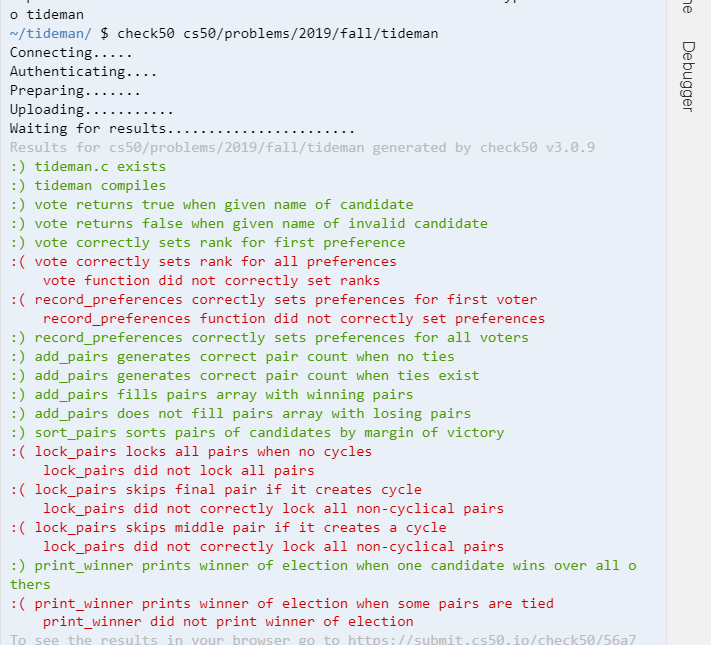 o tideman
~/tideman/ $ check50 cs50/problems/2019/fall/tideman
Connecting.....
Authenticating....
Preparing.......
Uploading...........
Waiting for results.......................
Results for cs50/problems/2019/fall/tideman generated by check50 v3.0.9
:) tideman.c exists
:) tideman compiles
:) vote returns true when given name of candidate
:) vote returns false when given name of invalid candidate
:) vote correctly sets rank for first preference
:( vote correctly sets rank for all preferences
vote function did not correctly set ranks
:( record_preferences correctly sets preferences for first voter
record_preferences function did not correctly set preferences
:) record_preferences correctly sets preferences for all voters
:) add_pairs generates correct pair count when no ties
:) add_pairs generates correct pair count when ties exist
:) add_pairs fills pairs array with winning pairs
:) add_pairs does not fill pairs array with losing pairs
:) sort_pairs sorts pairs of candidates by margin of victory
:( lock_pairs locks all pairs when no cycles
lock_pairs did not lock all pairs
:( lock_pairs skips final pair if it creates cycle
lock_pairs did not correctly lock all non-cyclical pairs
:( lock_pairs skips middle pair if it creates a cycle
lock_pairs did not correctly lock all non-cyclical pairs
:) print_winner prints winner of election when one candidate wins over all o
thers
:( print_winner prints winner of election when some pairs are tied
print_winner did not print winner of election
To see the results in your browser go to https://submit.cs50.io/check50/56a7
Debugger